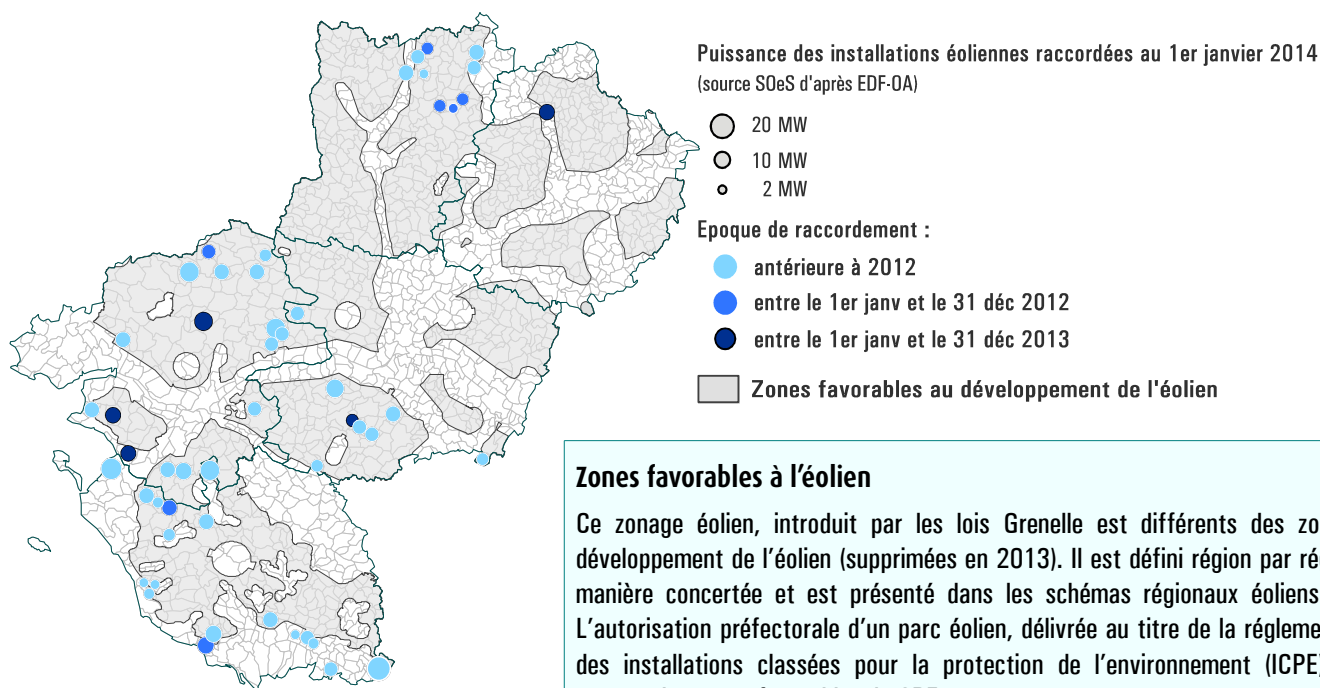 Puissance des installations éoliennes raccordées au 1er janvier 2014
(source SOeS d'après EDF-OA)
20 MW
10 MW
2 MW
Epoque de raccordement :
antérieure à 2012
entre le 1er janv et le 31 déc 2012
entre le 1er janv et le 31 déc 2013
Zones favorables au développement de l'éolien
Zones favorables à l'éolien
Ce zonage éolien, introduit par les lois Grenelle est différents des zo
développement de l'éolien (supprimées en 2013). Il est défini région par ré
manière concertée et est présenté dans les schémas régionaux éoliens
L'autorisation préfectorale d'un parc éolien, délivrée au titre de la régleme
des installations classées pour la protection de l'environnement (ICPE)